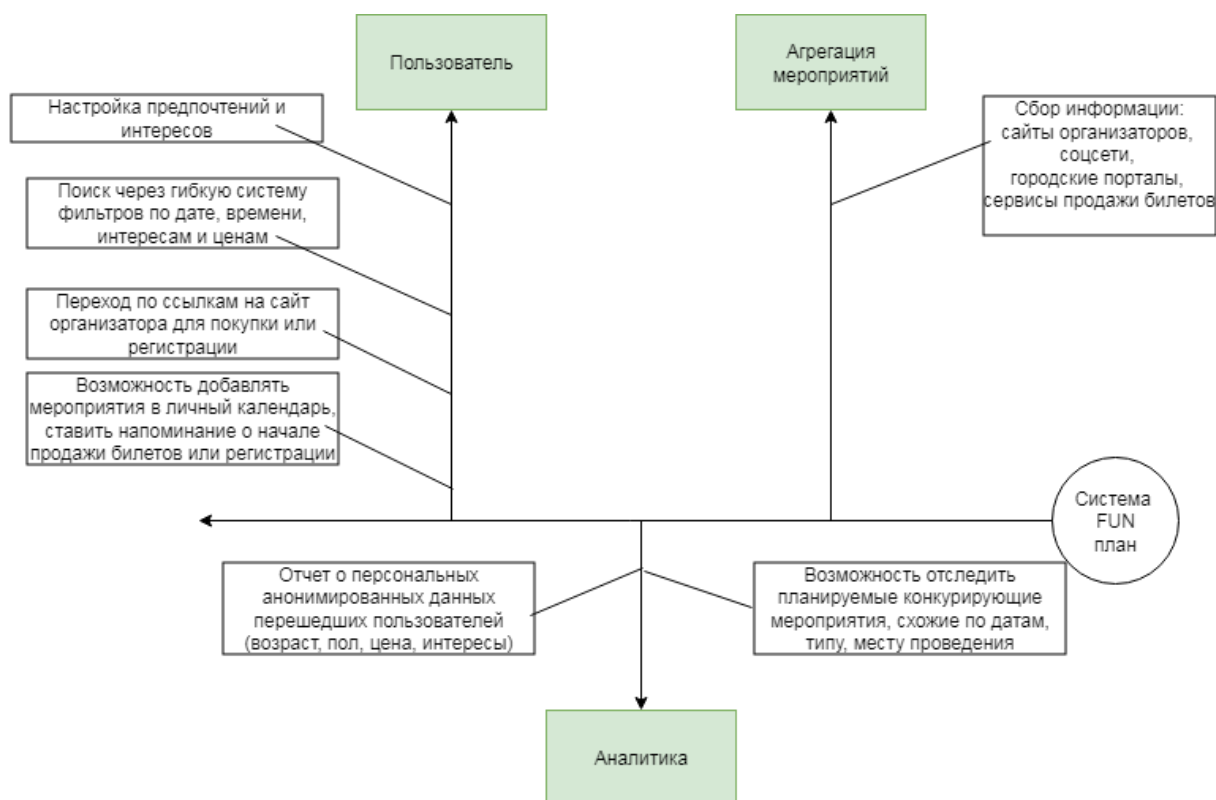 Пользователь
Агрегация
мероприятий
Настройка предпочтений и
интересов
Сбор информации:
сайты организаторов,
соцсети,
городские порталы,
сервисы продажи билетов
Поиск через гибкую систему
фильтров по дате, времени,
интересам и ценам
Переход по ссылкам на сайт
организатора для покупки или
регистрации
Возможность добавлять
мероприятия в личный календарь,
ставить напоминание о начале
продажи билетов или регистрации
Система
FUN
план
Отчет о персональных
анонимированных данных
перешедших пользователей
(возраст, пол, цена, интересы)
Возможность отследить
планируемые конкурирующие
мероприятия, схожие по датам,
типу, месту проведения
Аналитика